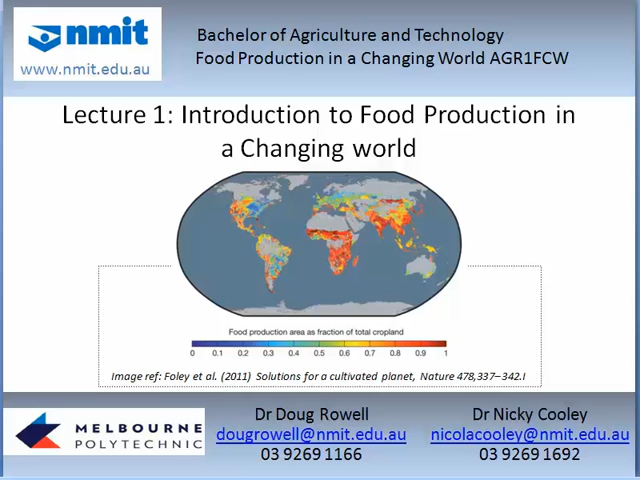 nmit
www.nmit.edu.au
Bachelor of Agriculture and Technology
Food Production in a Changing World AGR1FCW
Lecture 1: Introduction to Food Production in
a Changing world
Food production area as fraction of total cropland
0 0.1 0.2 0.3 0.4 0.5 0.6 0.7 0.8 0.9 1
Image ref: Foley et al. (2011) Solutions for a cultivated planet, Nature 478,337–342.I
MELBOURNE
POLYTECHNIC
Dr Doug Rowell
dougrowell@nmit.edu.au
03 9269 1166
Dr Nicky Cooley
nicolacooley@nmit.edu.au
03 9269 1692